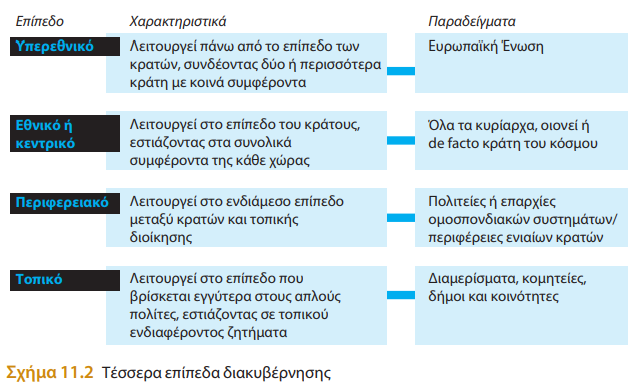 Επίπεδο Χαρακτηριστικά Παραδείγματα
Υπερεθνικό
Λειτουργεί πάνω από το επίπεδο των
κρατών, συνδέοντας δύο ή περισσότερα
κράτη με κοινά συμφέροντα
Ευρωπαϊκή Ένωση
Εθνικό ή
κεντρικό
Λειτουργεί στο επίπεδο του κράτους,
εστιάζοντας στα συνολικά
συμφέροντα της κάθε χώρας
Όλα τα κυρίαρχα, οιονεί ή
de facto κράτη του κόσμου
Περιφερειακό
Λειτουργεί στο ενδιάμεσο επίπεδο
μεταξύ κρατών και τοπικής
διοίκησης
Πολιτείες ή επαρχίες
ομοσπονδιακών συστημάτων/
περιφέρειες ενιαίων κρατών
Τοπικό
Λειτουργεί στο επίπεδο που
βρίσκεται εγγύτερα στους απλούς
πολίτες, εστιάζοντας σε τοπικού
ενδιαφέροντος ζητήματα
Διαμερίσματα, κομητείες,
δήμοι και κοινότητες
Σχήμα 11.2 Τέσσερα επίπεδα διακυβέρνησης